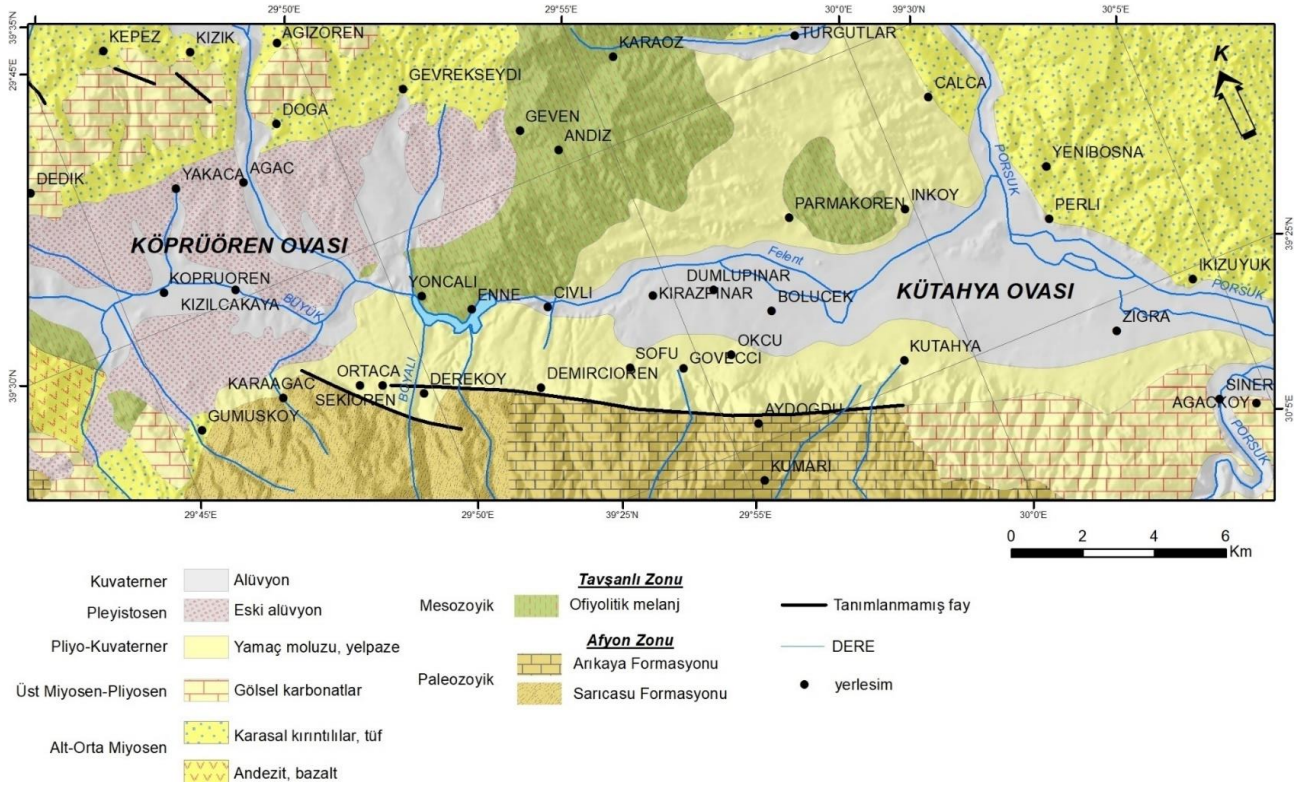 29°50'E 29°55'E 0°0'E 39°30'N 30°5'E
39°35'N
29°45'E
KEPEZ KIZIK AGIZOREN KARAOZ TURGUTLAR
GEVREKSEYDI CALCA K
DOGA GEVEN
ANDIZ
PORSUK YENIBOSNA
DEDIK YAKACA AGAC
PARMAKOREN INKOY PERLI
39°25'N
KÖPRÜÖREN OVASI
Felent
KOPRUOREN YONCALI DUMLUPINAR IKIZUYUK
KIZILCAKAYA BÜYÜK ENNE CIVLI KIRAZPINAR BOLUCEK KÜTAHYA OVASI PORSUK
ZIGRA
OKCU
SOFU GOVECCI KUTAHYA
39°30'N
KARAAGAC ORTACA DEREKOY DEMIRCIOREN SINER
SEKIOREN BOYALI AGACKOY
GUMUSKOY AYDOGDU 30°5'E
PORSUK
KUMARI
29°45'E 29°50'E 39°25'N 29°55'E 30°0'E
0 2 4 6
Km
Kuvaterner Alüvyon
Pleyistosen Eski alüvyon
Pliyo-Kuvaterner Yamaç moluzu, yelpaze
Üst Miyosen-Pliyosen Gölsel karbonatlar
Alt-Orta Miyosen
Karasal kırıntılılar, tüf
Andezit, bazalt
Tavşanlı Zonu
Mesozoyik Ofiyolitik melanj
Afyon Zonu
Paleozoyik
Arıkaya Formasyonu
Sarıcasu Formasyonu
Tanımlanmamış fay
DERE
yerlesim